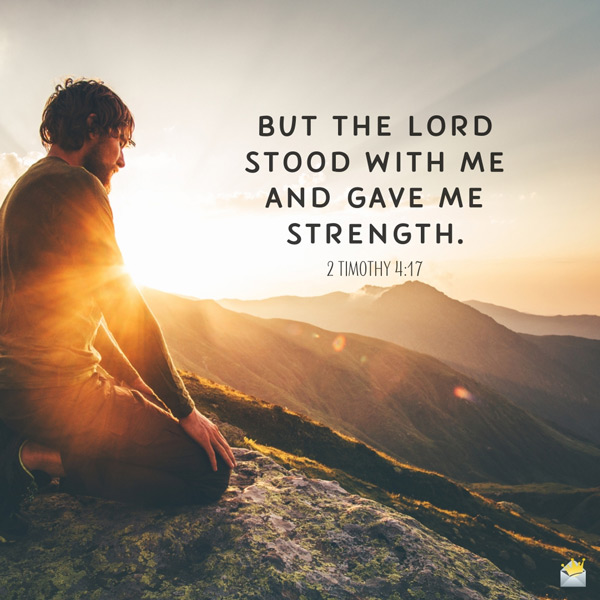 BUT THE LORD
STOOD WITH ME
AND GAVE ME
STRENGTH.
2 TIMOTHY 4:17